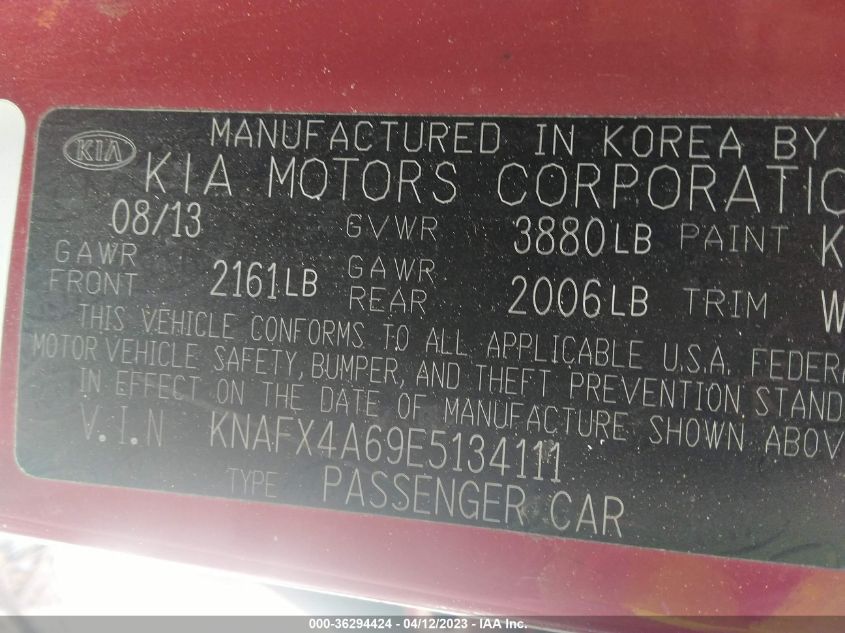 MANUFACTURED IN KOREA BY
KIA KIA MOTORS CORPORATIO
08/13 GVWR 3880LB PAINT K
GAWR FRONT 2161LB GAWR REAR 2006LB TRIM W
THIS VEHICLE CONFORMS TO ALL APPLICABLE U.S.A. FEDERA
MOTOR VEHICLE SAFETY, BUMPER, AND THEFT PREVENTION STAND
IN EFFECT ON THE DATE OF MANUFACTURE SHOWN ABOV
V.I.N KNAFX4A69E5134111
TYPE PASSENGER CAR
000-36294424 - 04/12/2023 - IAA Inc.